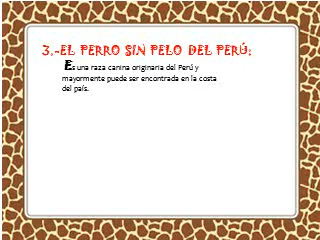 3.-EL PERRO SIN PELO DEL PERÚ:
Es una raza canina originaria del Perú y
mayormente puede ser encontrada en la costa
del país.